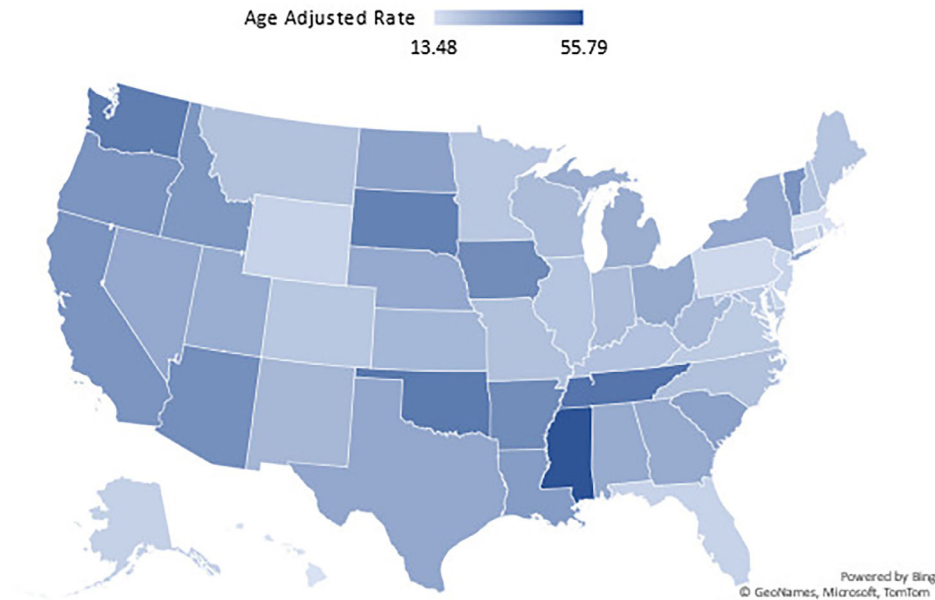 Age Adjusted Rate
13.48 55.79
Powered by Bing
© GeoNames, Microsoft, TomTom